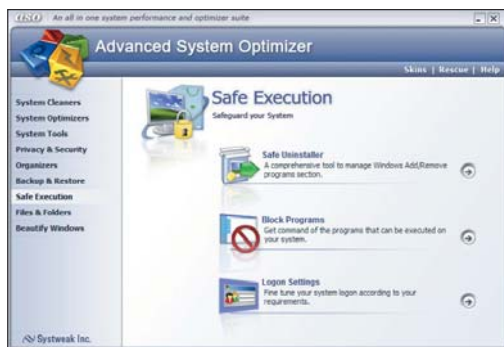 ASO An all in one system performance and optimizer suite
Advanced System Optimizer
Skins | Rescue | Help
System Cleaners
System Optimizers
System Tools
Privacy & Security
Organizers
Backup & Restore
Safe Execution
Files & Folders
Beautify Windows
Systweak Inc.
Safe Execution
Safeguard your System
Safe Uninstaller
A comprehensive tool to manage Windows Add/Remove
programs section.
Block Programs
Get command of the programs that can be executed on
your system.
Logon Settings
Fine tune your system logon according to your
requirements.